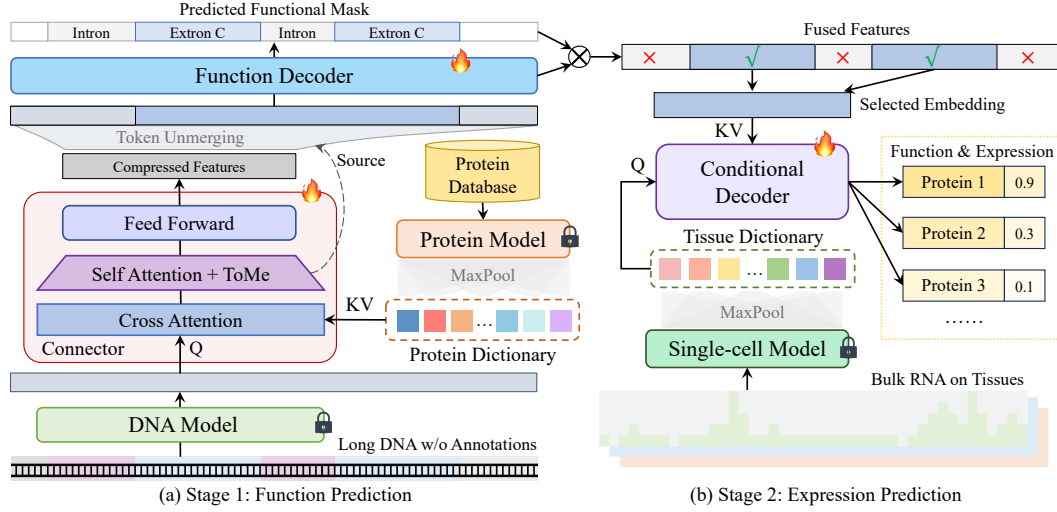 Predicted Functional Mask
Intron
Extron C
Intron
Extron C
Function Decoder
Token Unmerging
Compressed Features
Source
Feed Forward
Self Attention + ToMe
Cross Attention
Connector
Q
KV
Protein
Database
Protein Model
MaxPool
...
Protein Dictionary
DNA Model
Long DNA w/o Annotations
(a) Stage 1: Function Prediction
Fused Features
× √ × √ ×
Selected Embedding
KV
Q
Conditional
Decoder
Function & Expression
Protein 1 0.9
Protein 2 0.3
Protein 3 0.1
......
Tissue Dictionary
...
MaxPool
Single-cell Model
Bulk RNA on Tissues
(b) Stage 2: Expression Prediction